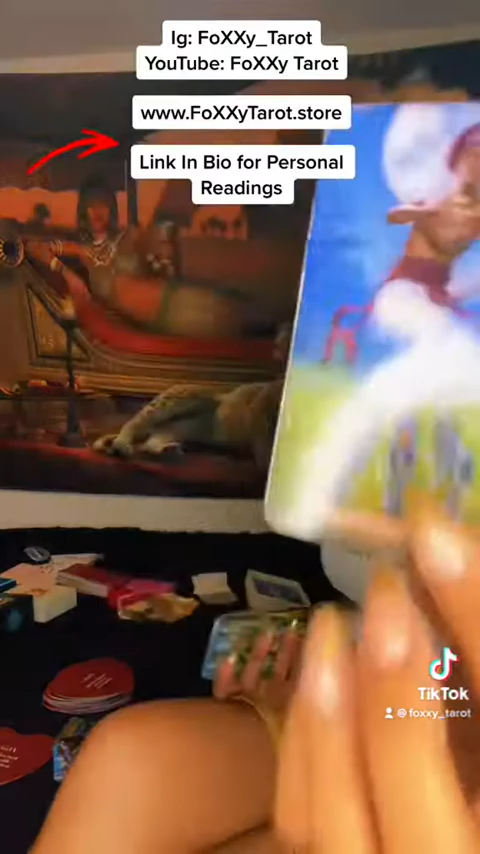 Ig: FoXXy_Tarot
YouTube: FoXXy Tarot
www.FoXXyTarot.store
Link In Bio for Personal
Readings
TikTok
@foxxy_tarot